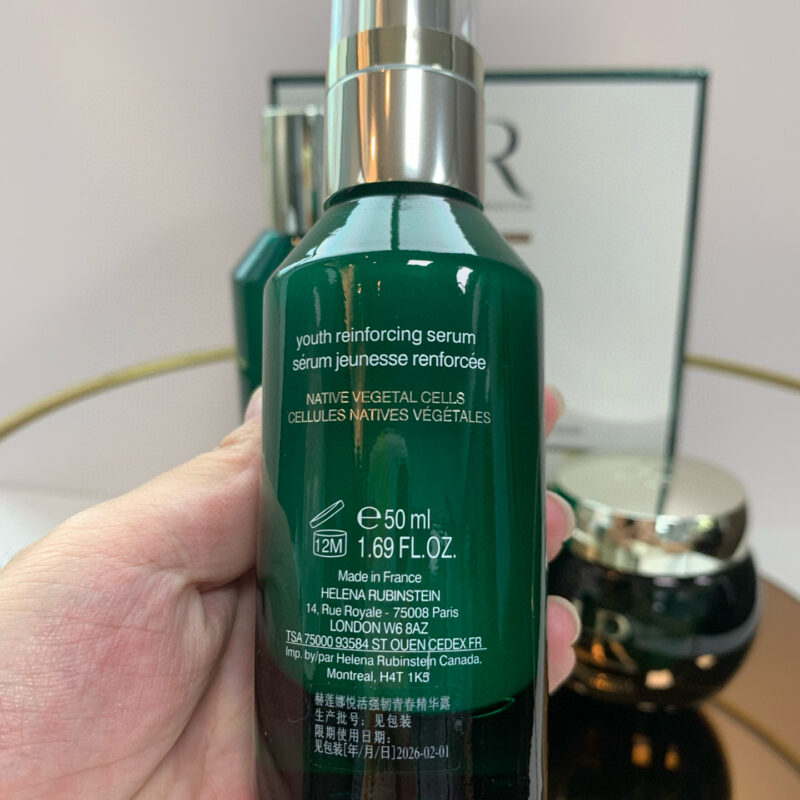 R
youth reinforcing serum
sérum jeunesse renforcée
NATIVE VEGETAL CELLS
CELLULES NATIVES VÉGÉTALES
12M
e 50 ml
1.69 FL.OZ.
Made in France
HELENA RUBINSTEIN
14, Rue Royale - 75008 Paris
LONDON W6 8AZ
TSA 75000 93584 ST OUEN CEDEX FR
Imp. by/par Helena Rubinstein Canada.
Montreal, H4T 1K5
赫莲娜悦活强韧青春精华露
生产批号：见包装
限期使用日期：
见包装[年/月/日]2026-02-01
R